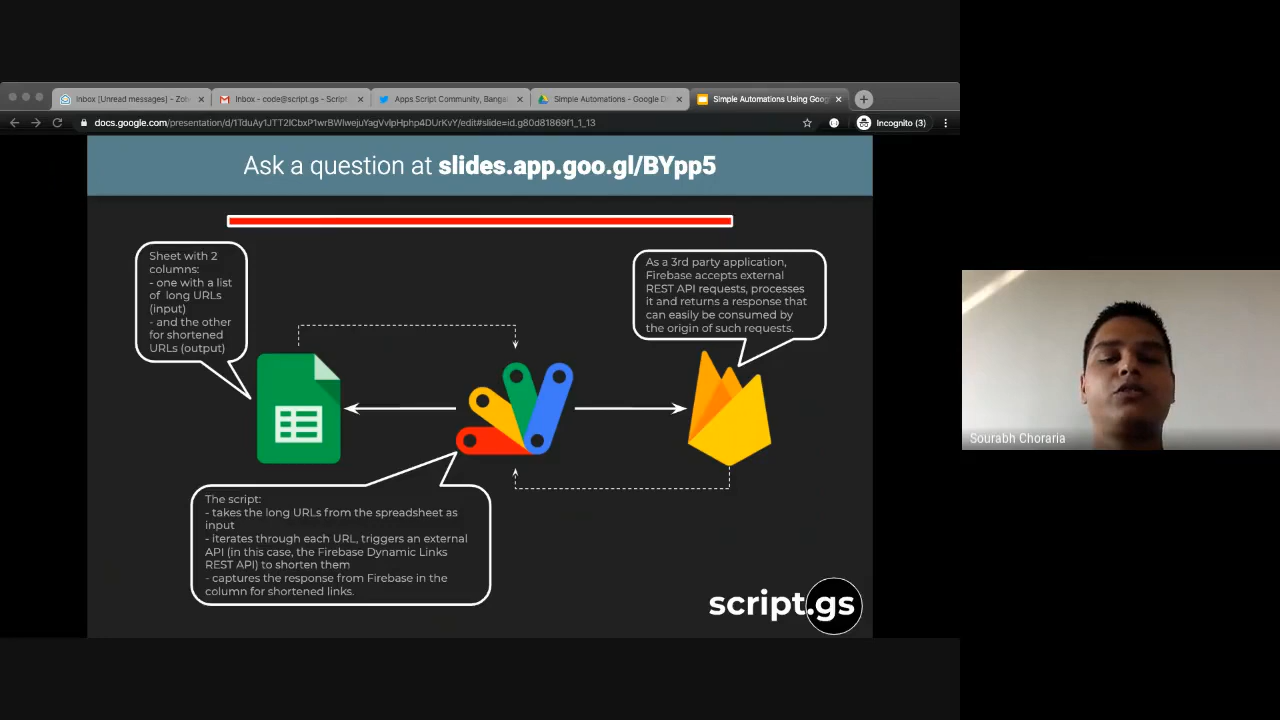 Inbox [Unread messages] - Zoh
Inbox - code@script.gs - Script
Apps Script Community, Banga
Simple Automations - Google D
Simple Automations Using Goog
docs.google.com/presentation/d/
Incognito (3)
Ask a question at slides.app.goo.gl/BYpp5
Sheet with 2
columns:
- one with a list
of long URLs
(input)
- and the other
for shortened
URLs (output)
As a 3rd party application,
Firebase accepts external
REST API requests, processes
it and returns a response that
can easily be consumed by
the origin of such requests.
The script:
- takes the long URLs from the spreadsheet as
input
- iterates through each URL, triggers an external
API (in this case, the Firebase Dynamic Links
REST API) to shorten them
- captures the response from Firebase in the
column for shortened links.
script.gs
Sourabh Choraria